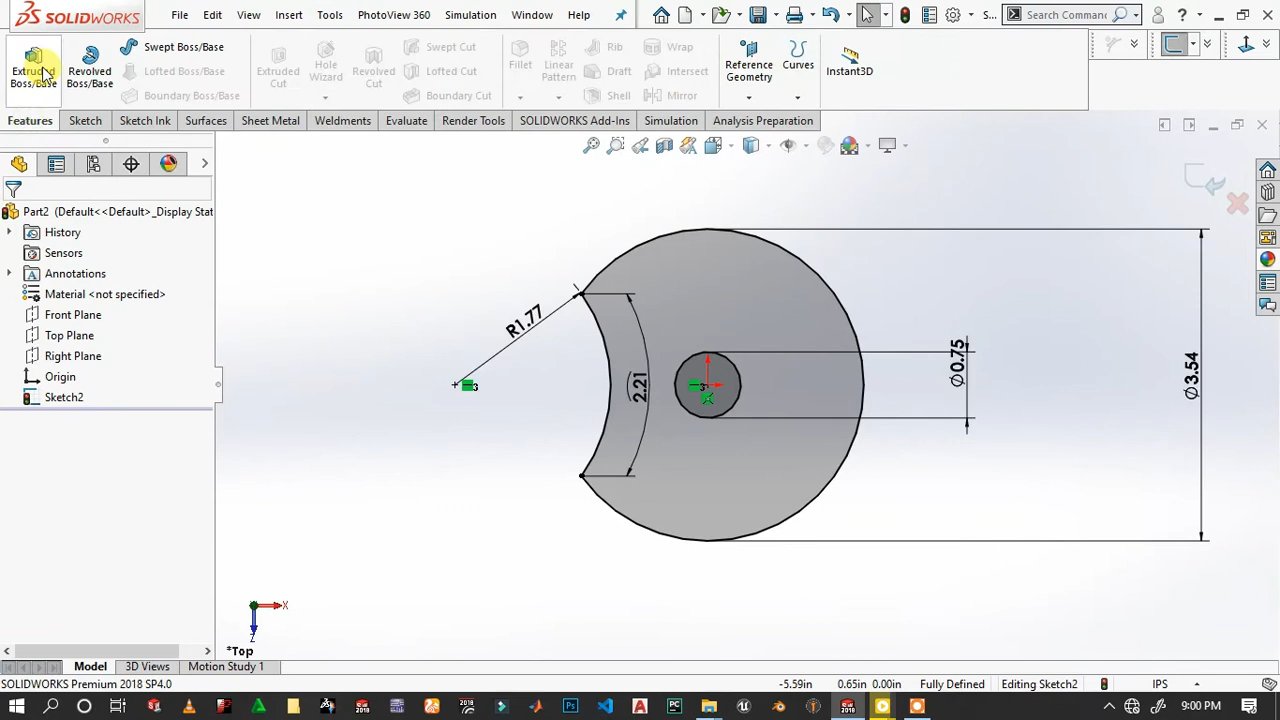 SOLIDWORKS File Edit View Insert Tools PhotoView 360 Simulation Window Help S... Search Commands ?
Extruded Boss/Base
Revolved Boss/Base
Swept Boss/Base
Lofted Boss/Base
Boundary Boss/Base
Extruded Cut
Hole Wizard
Revolved Cut
Swept Cut
Lofted Cut
Boundary Cut
Fillet
Linear Pattern
Rib
Draft
Shell
Wrap
Intersect
Mirror
Reference Geometry
Curves
Instant3D
Features Sketch Sketch Ink Surfaces Sheet Metal Weldments Evaluate Render Tools SOLIDWORKS Add-Ins Simulation Analysis Preparation
Part2 (Default<<Default>_Display Stat
History
Sensors
Annotations
Material <not specified>
Front Plane
Top Plane
Right Plane
Origin
Sketch2
R1.77
2.21
⌀0.75
⌀3.54
3
X
Z
*Top
Model 3D Views Motion Study 1
SOLIDWORKS Premium 2018 SP4.0 -5.59in 0.65in 0.00in Fully Defined Editing Sketch2 IPS
9:00 PM